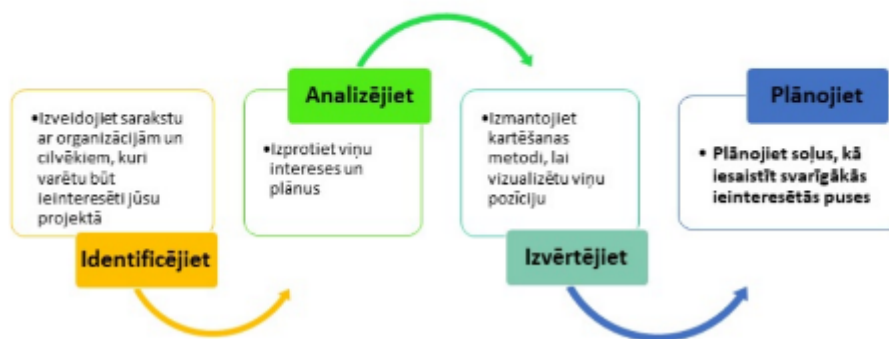 •Izveidojiet sarakstu
ar organizācijām un
cilvēkiem, kuri
varētu būt
ieinteresēti jūsu
projektā
Identificējiet
Analizējiet
•Izprotiet viņu
intereses un
plānus
•Izmantojiet
kartēšanas
metodi, lai
vizualizētu viņu
pozīciju
Izvērtējiet
Plānojiet
• Plānojiet soļus, kā
iesaistīt svarīgākās
ieinteresētās puses